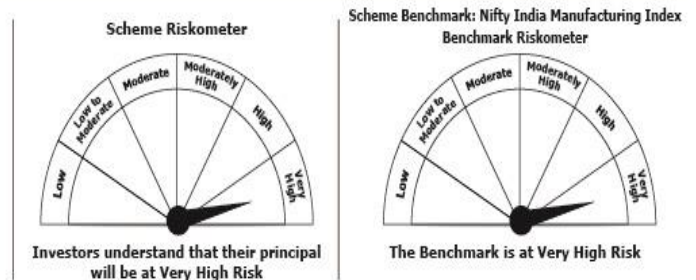 Scheme Riskometer
Low
Low to
Moderate
Moderate
Moderately
High
High
Very
High
Investors understand that their principal
will be at Very High Risk
Scheme Benchmark: Nifty India Manufacturing Index
Benchmark Riskometer
Low
Low to
Moderate
Moderate
Moderately
High
High
Very
High
The Benchmark is at Very High Risk